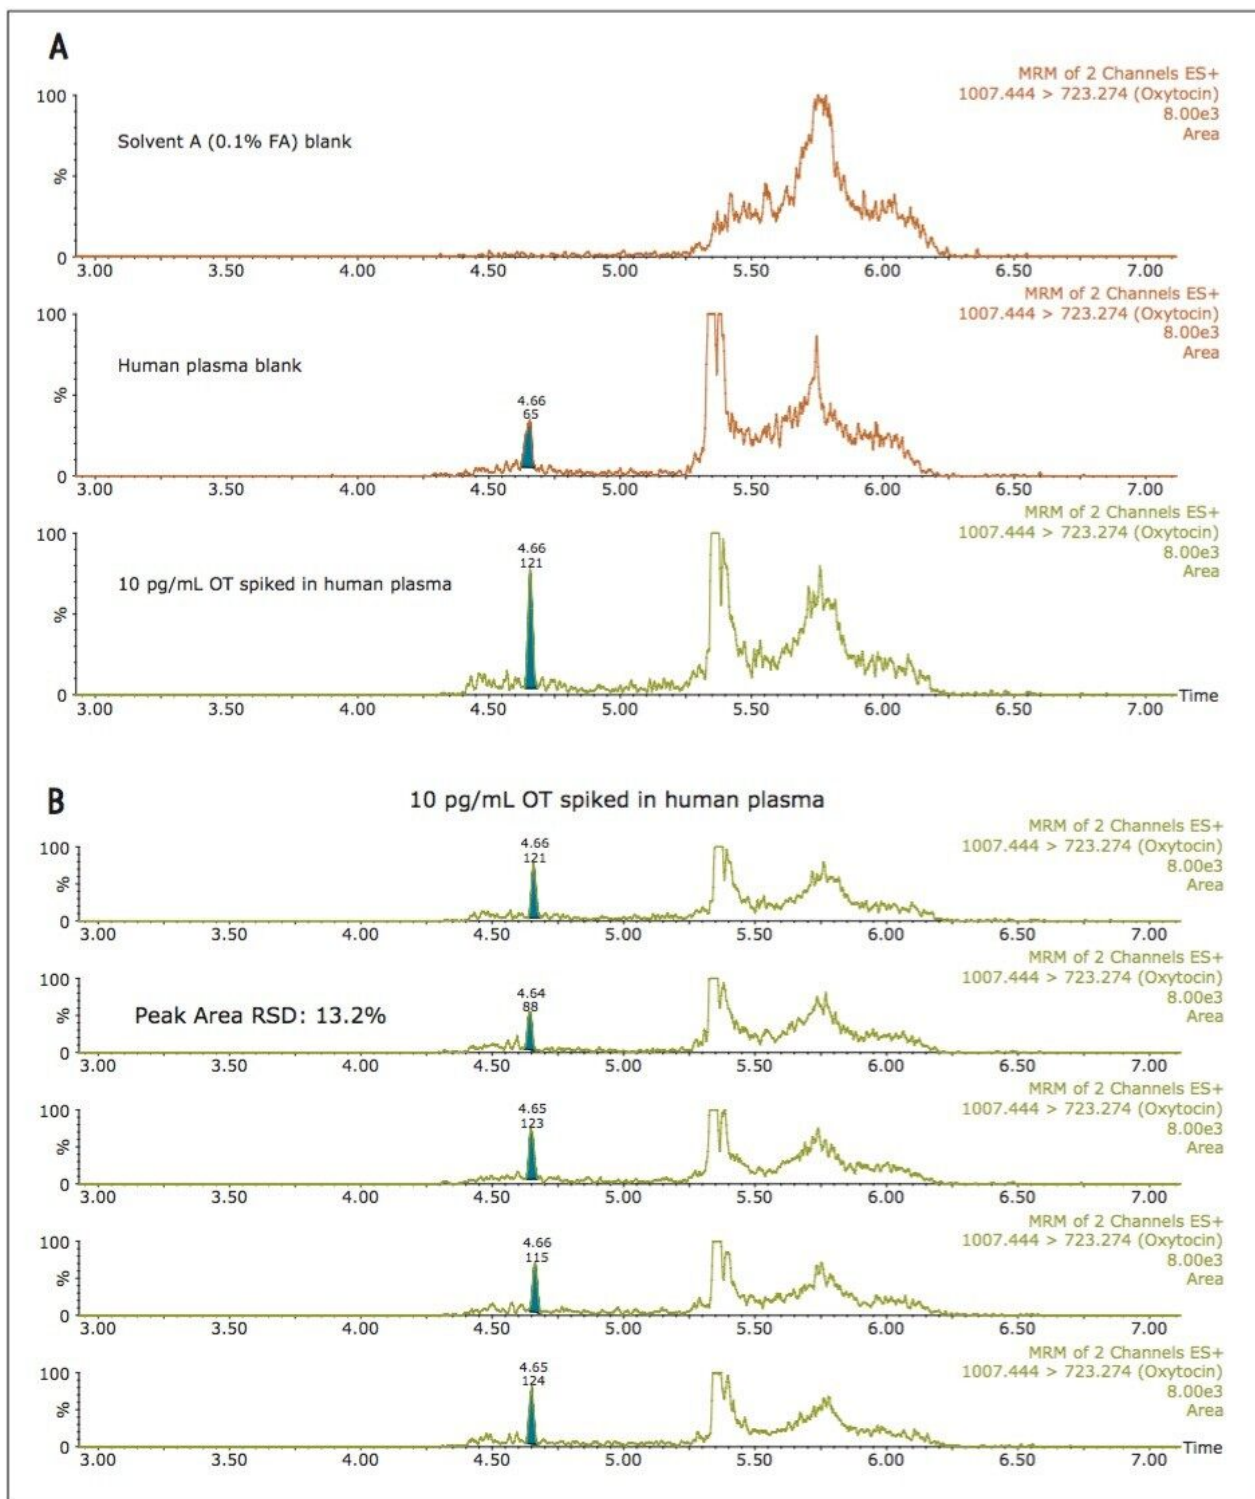 A
MRM of 2 Channels ES+
1007.444 > 723.274 (Oxytocin)
8.00e3
Area
100
Solvent A (0.1% FA) blank
%
0
3.00 3.50 4.00 4.50 5.00 5.50 6.00 6.50 7.00
MRM of 2 Channels ES+
1007.444 > 723.274 (Oxytocin)
8.00e3
Area
100
Human plasma blank
%
4.66
65
0
3.00 3.50 4.00 4.50 5.00 5.50 6.00 6.50 7.00
MRM of 2 Channels ES+
1007.444 > 723.274 (Oxytocin)
8.00e3
Area
100
4.66
121
10 pg/mL OT spiked in human plasma
%
0
Time
3.00 3.50 4.00 4.50 5.00 5.50 6.00 6.50 7.00
B
10 pg/mL OT spiked in human plasma
MRM of 2 Channels ES+
1007.444 > 723.274 (Oxytocin)
8.00e3
Area
100
4.66
121
%
0
3.00 3.50 4.00 4.50 5.00 5.50 6.00 6.50 7.00
MRM of 2 Channels ES+
1007.444 > 723.274 (Oxytocin)
8.00e3
Area
100
4.64
88
Peak Area RSD: 13.2%
%
0
3.00 3.50 4.00 4.50 5.00 5.50 6.00 6.50 7.00
MRM of 2 Channels ES+
1007.444 > 723.274 (Oxytocin)
8.00e3
Area
100
4.65
123
%
0
3.00 3.50 4.00 4.50 5.00 5.50 6.00 6.50 7.00
MRM of 2 Channels ES+
1007.444 > 723.274 (Oxytocin)
8.00e3
Area
100
4.66
115
%
0
3.00 3.50 4.00 4.50 5.00 5.50 6.00 6.50 7.00
MRM of 2 Channels ES+
1007.444 > 723.274 (Oxytocin)
8.00e3
Area
100
4.65
124
%
0
Time
3.00 3.50 4.00 4.50 5.00 5.50 6.00 6.50 7.00